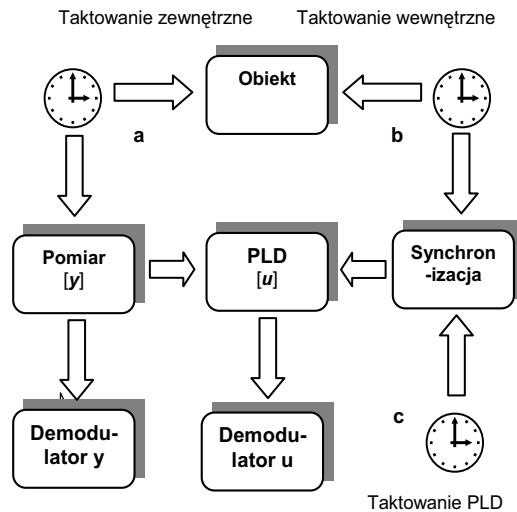 Taktowanie zewnętrzne
Taktowanie wewnętrzne
Obiekt
a
b
Pomiar
[y]
PLD
[u]
Synchron
-izacja
c
Demodu-
lator y
Demodu-
lator u
Taktowanie PLD